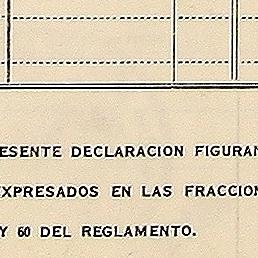 ESENTE DECLARACION FIGURAN
EXPRESADOS EN LAS FRACCION
Y 60 DEL REGLAMENTO.